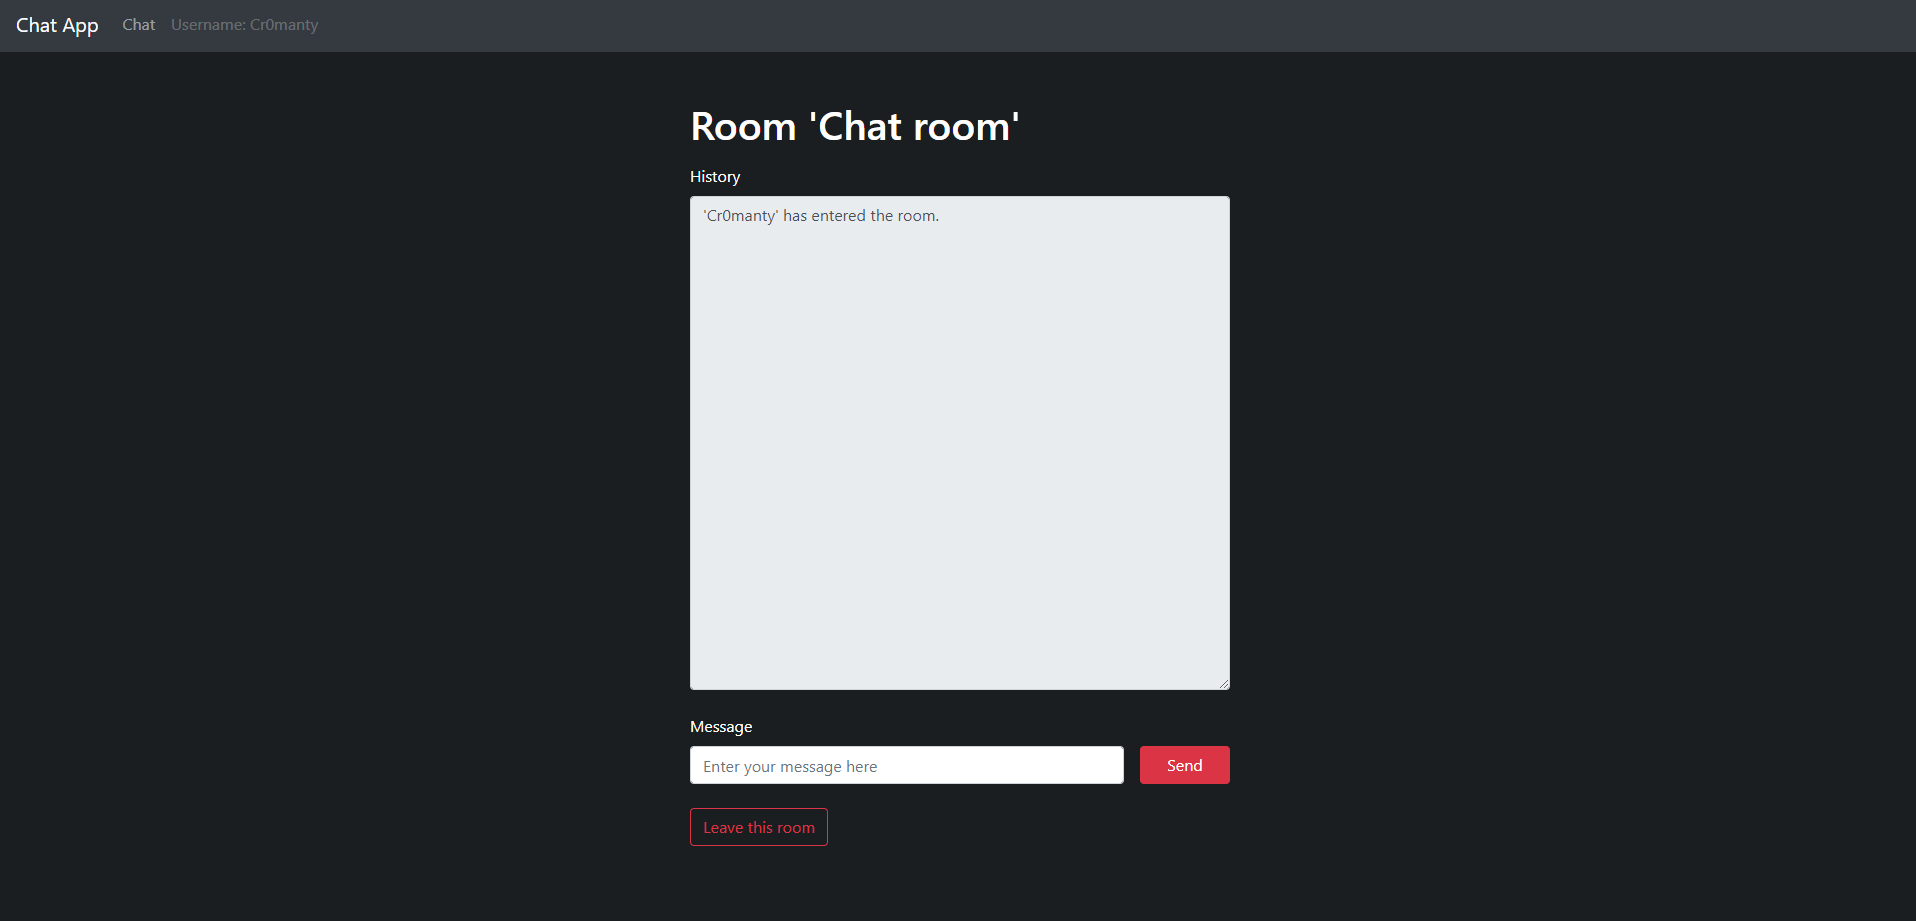 Chat App Chat Username: Cr0manty
Room 'Chat room'
History
'Cr0manty' has entered the room.
Message
Enter your message here Send
Leave this room